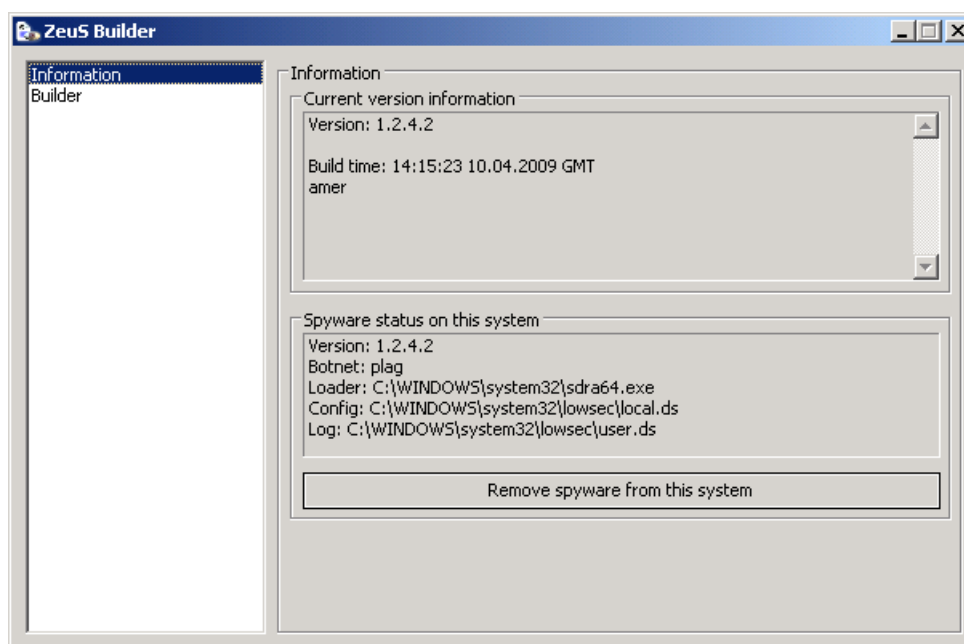 ZeuS Builder
Information
Builder
Information
Current version information
Version: 1.2.4.2
Build time: 14:15:23 10.04.2009 GMT
amer
Spyware status on this system
Version: 1.2.4.2
Botnet: plag
Loader: C:\WINDOWS\system32\sdra64.exe
Config: C:\WINDOWS\system32\lowsec\local.ds
Log: C:\WINDOWS\system32\lowsec\user.ds
Remove spyware from this system